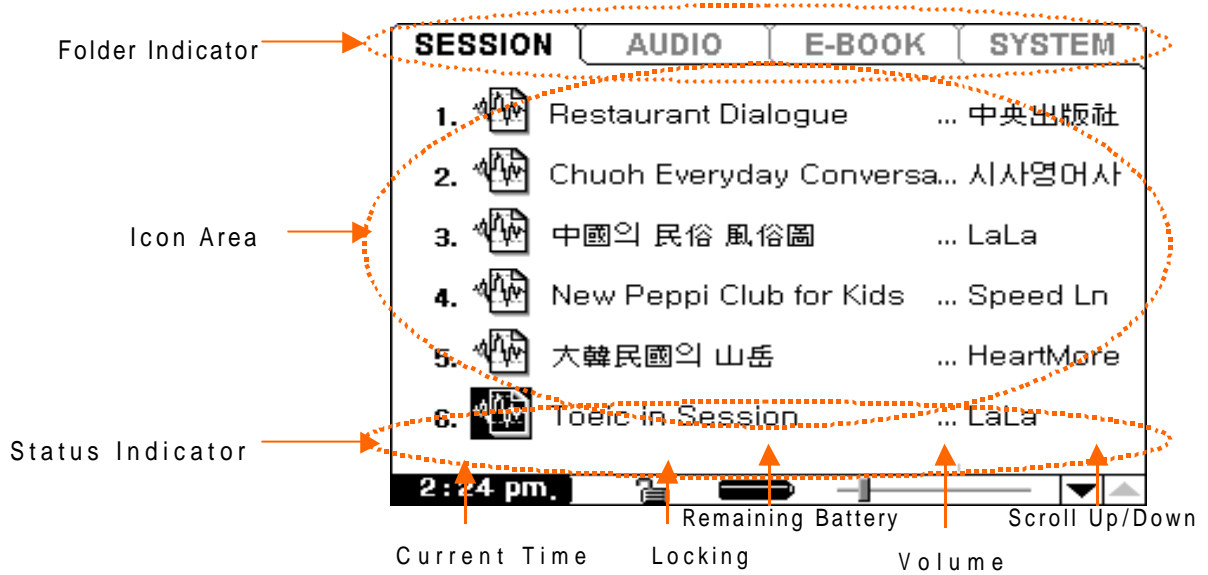 Folder Indicator
SESSION AUDIO E-BOOK SYSTEM
1. Restaurant Dialogue ... 中央出版社
2. Chuoh Everyday Conversa... 시사영어사
Icon Area
3. 中國의 民俗 風俗圖 ... LaLa
4. New Peppi Club for Kids ... Speed Ln
5. 大韓民國의 山岳 ... HeartMore
6. Toeic in Session ... LaLa
Status Indicator
2:24 pm.
Remaining Battery Scroll Up/Down
Current Time Locking Volume